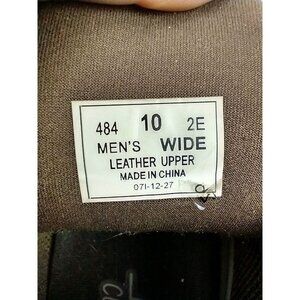 484 10 2E
MEN'S WIDE
LEATHER UPPER
MADE IN CHINA
07I-12-27